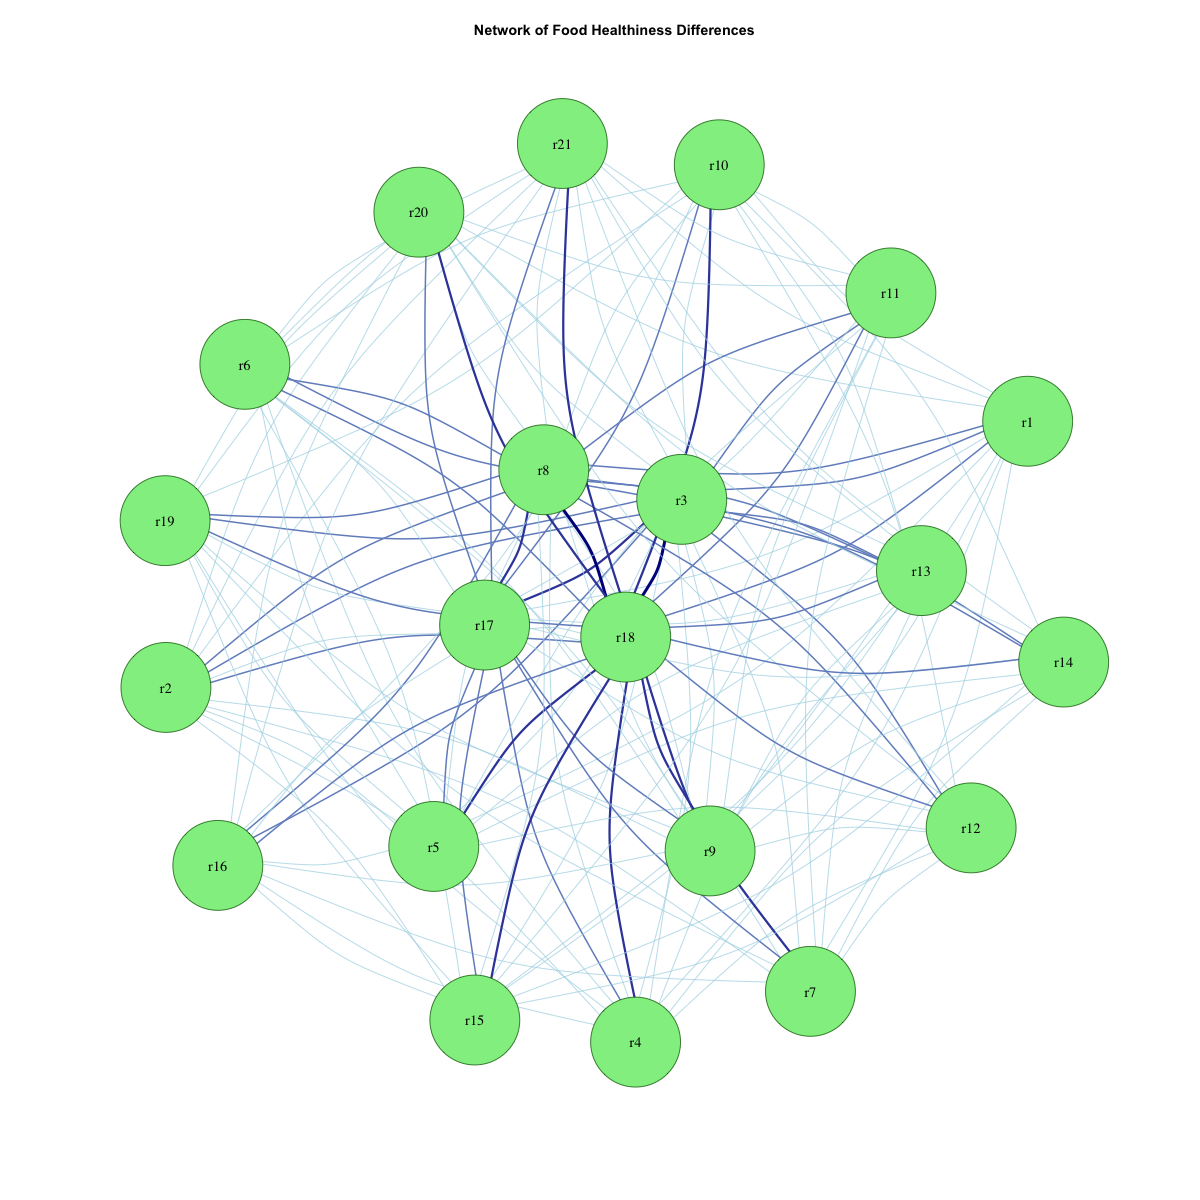 Network of Food Healthiness Differences
r21
r10
r20
r11
r6
r1
r8
r3
r19
r13
r17
r18
r14
r2
r12
r5
r9
r16
r7
r15
r4